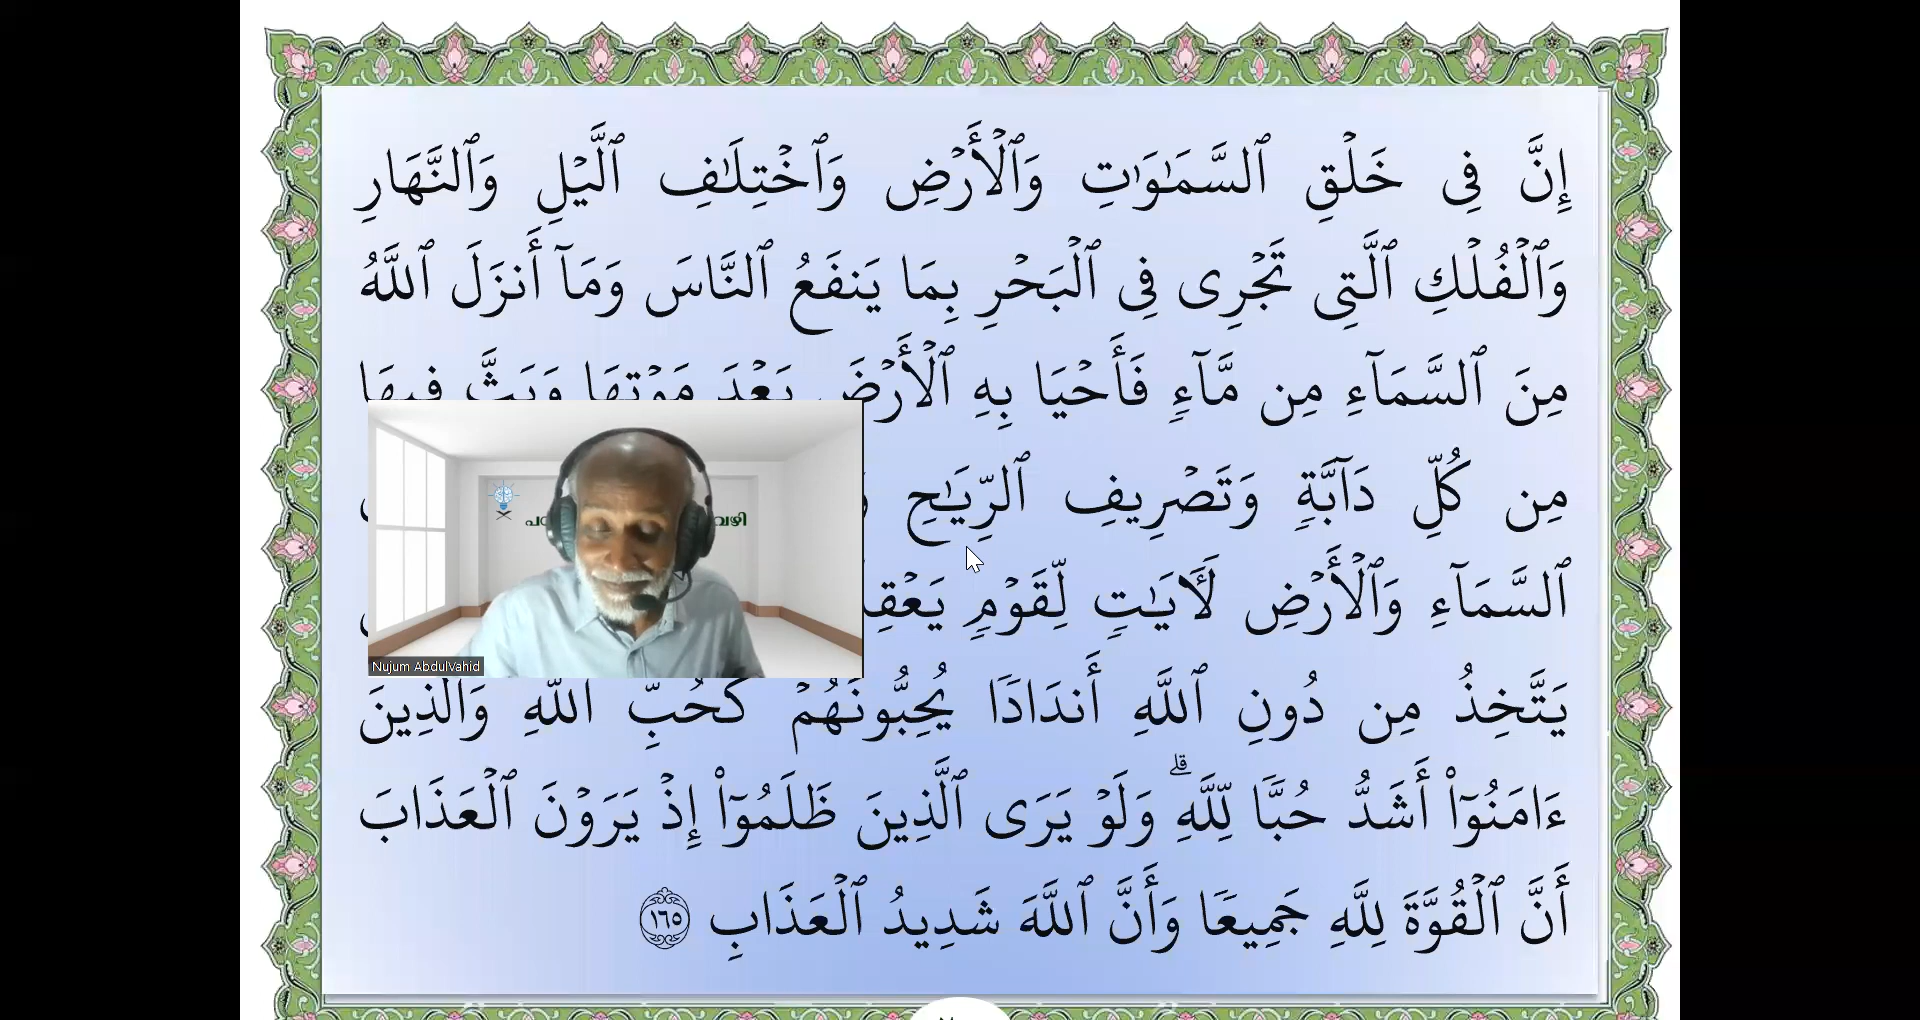 إِنَّ فِى خَلْقِ ٱلسَّمَـٰوَٰتِ وَٱلْأَرْضِ وَٱخْتِلَـٰفِ ٱلَّيْلِ وَٱلنَّهَارِ
وَٱلْفُلْكِ ٱلَّتِى تَجْرِى فِى ٱلْبَحْرِ بِمَا يَنفَعُ ٱلنَّاسَ وَمَآ أَنزَلَ ٱللَّهُ
مِنَ ٱلسَّمَآءِ مِن مَّآءٍ فَأَحْيَا بِهِ ٱلْأَرْضَ بَعْدَ مَوْتِهَا وَبَثَّ فِيهَا
مِن كُلِّ دَآبَّةٍ وَتَصْرِيفِ ٱلرِّيَـٰحِ
ٱلسَّمَآءِ وَٱلْأَرْضِ لَـَٔايَـٰتٍ لِّقَوْمٍ
يَتَّخِذُ مِن دُونِ ٱللَّهِ أَندَادًا يُحِبُّونَهُمْ كَحُبِّ ٱللَّهِ وَٱلَّذِينَ
ءَامَنُوٓا۟ أَشَدُّ حُبًّا لِّلَّهِ ۗ وَلَوْ يَرَى ٱلَّذِينَ ظَلَمُوٓا۟ إِذْ يَرَوْنَ ٱلْعَذَابَ
أَنَّ ٱلْقُوَّةَ لِلَّهِ جَمِيعًا وَأَنَّ ٱللَّهَ شَدِيدُ ٱلْعَذَابِ ١٦٥
Nujum AbdulVahid